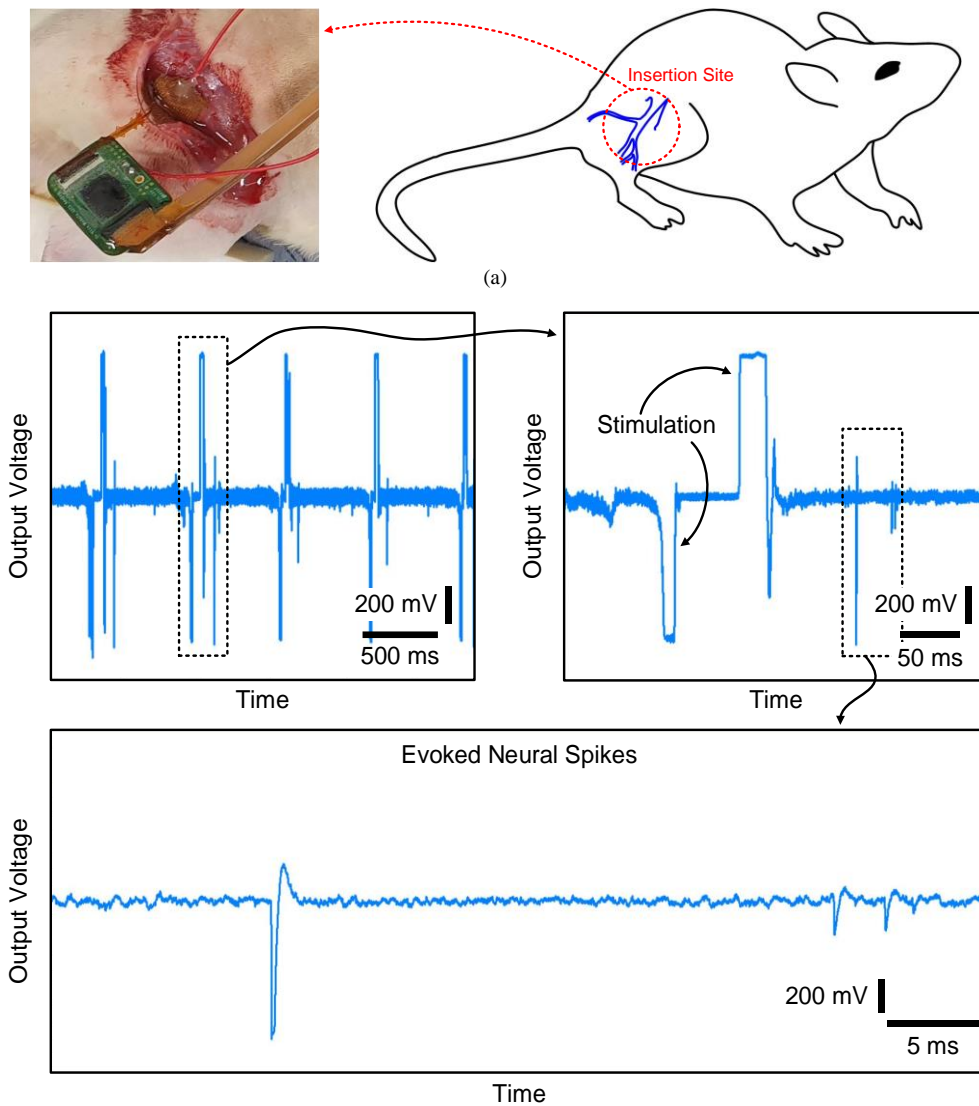 Insertion Site
(a)
Output Voltage
200 mV
500 ms
Time
Output Voltage
Stimulation
200 mV
50 ms
Time
Evoked Neural Spikes
Output Voltage
200 mV
5 ms
Time